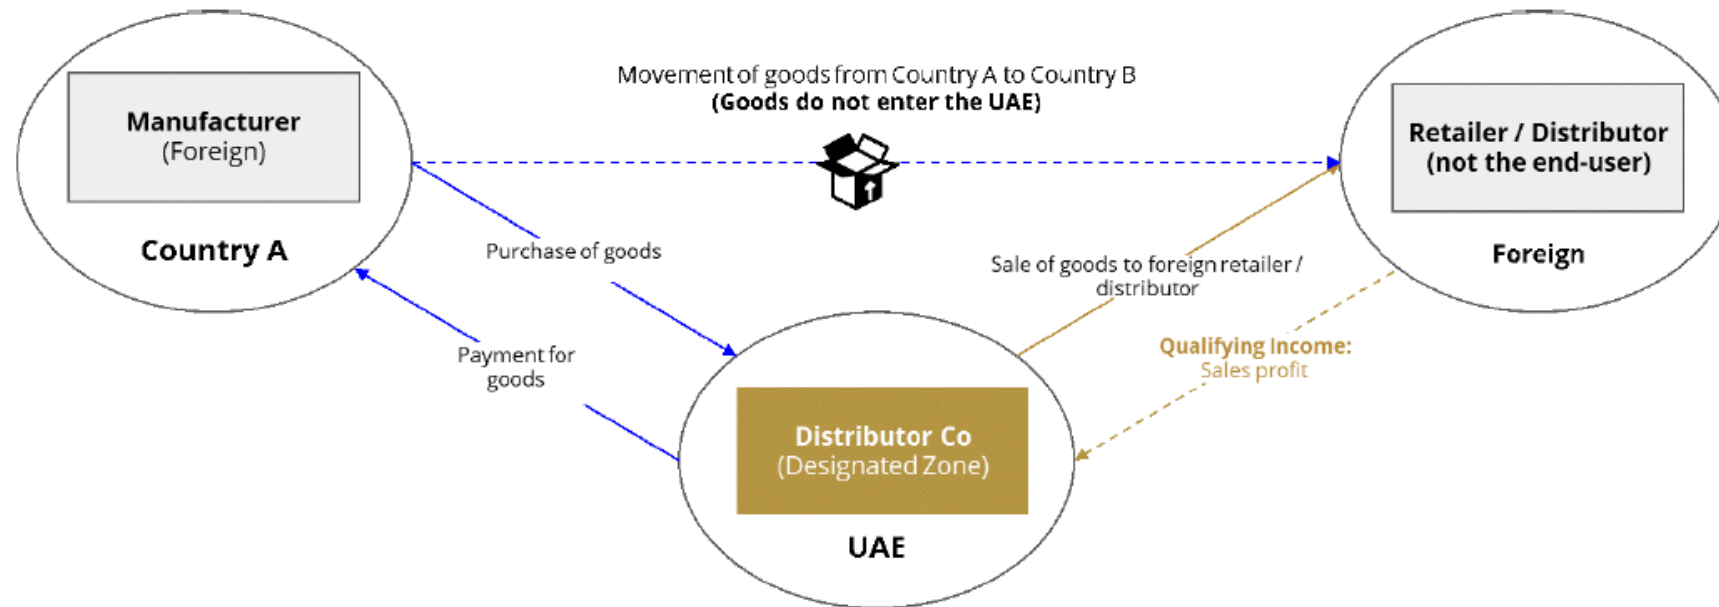 Movement of goods from Country A to Country B
(Goods do not enter the UAE)
Manufacturer
(Foreign)
Country A
Retailer / Distributor
(not the end-user)
Foreign
Purchase of goods
Sale of goods to foreign retailer /
distributor
Payment for
goods
Qualifying Income:
Sales profit
Distributor Co
(Designated Zone)
UAE